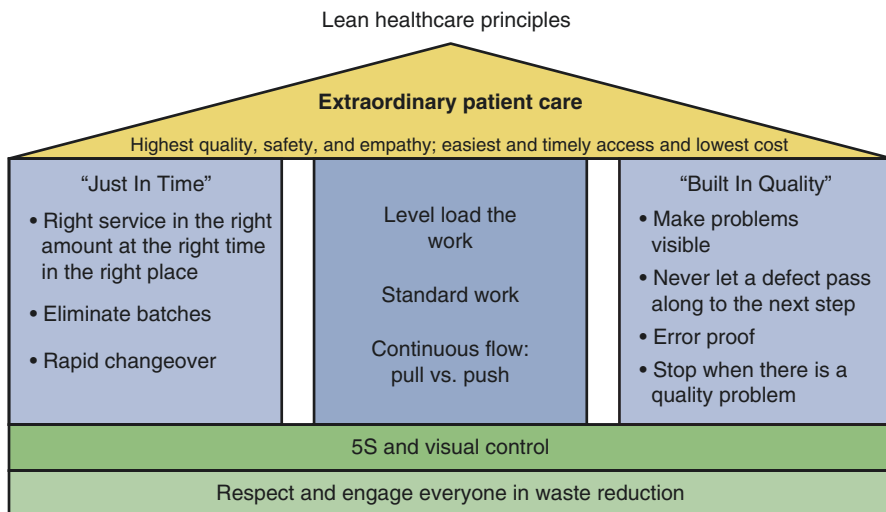 Lean healthcare principles
Extraordinary patient care
Highest quality, safety, and empathy; easiest and timely access and lowest cost
“Just In Time”
• Right service in the right
amount at the right time
in the right place
• Eliminate batches
• Rapid changeover
Level load the
work
Standard work
Continuous flow:
pull vs. push
“Built In Quality”
• Make problems
visible
• Never let a defect pass
along to the next step
• Error proof
• Stop when there is a
quality problem
5S and visual control
Respect and engage everyone in waste reduction